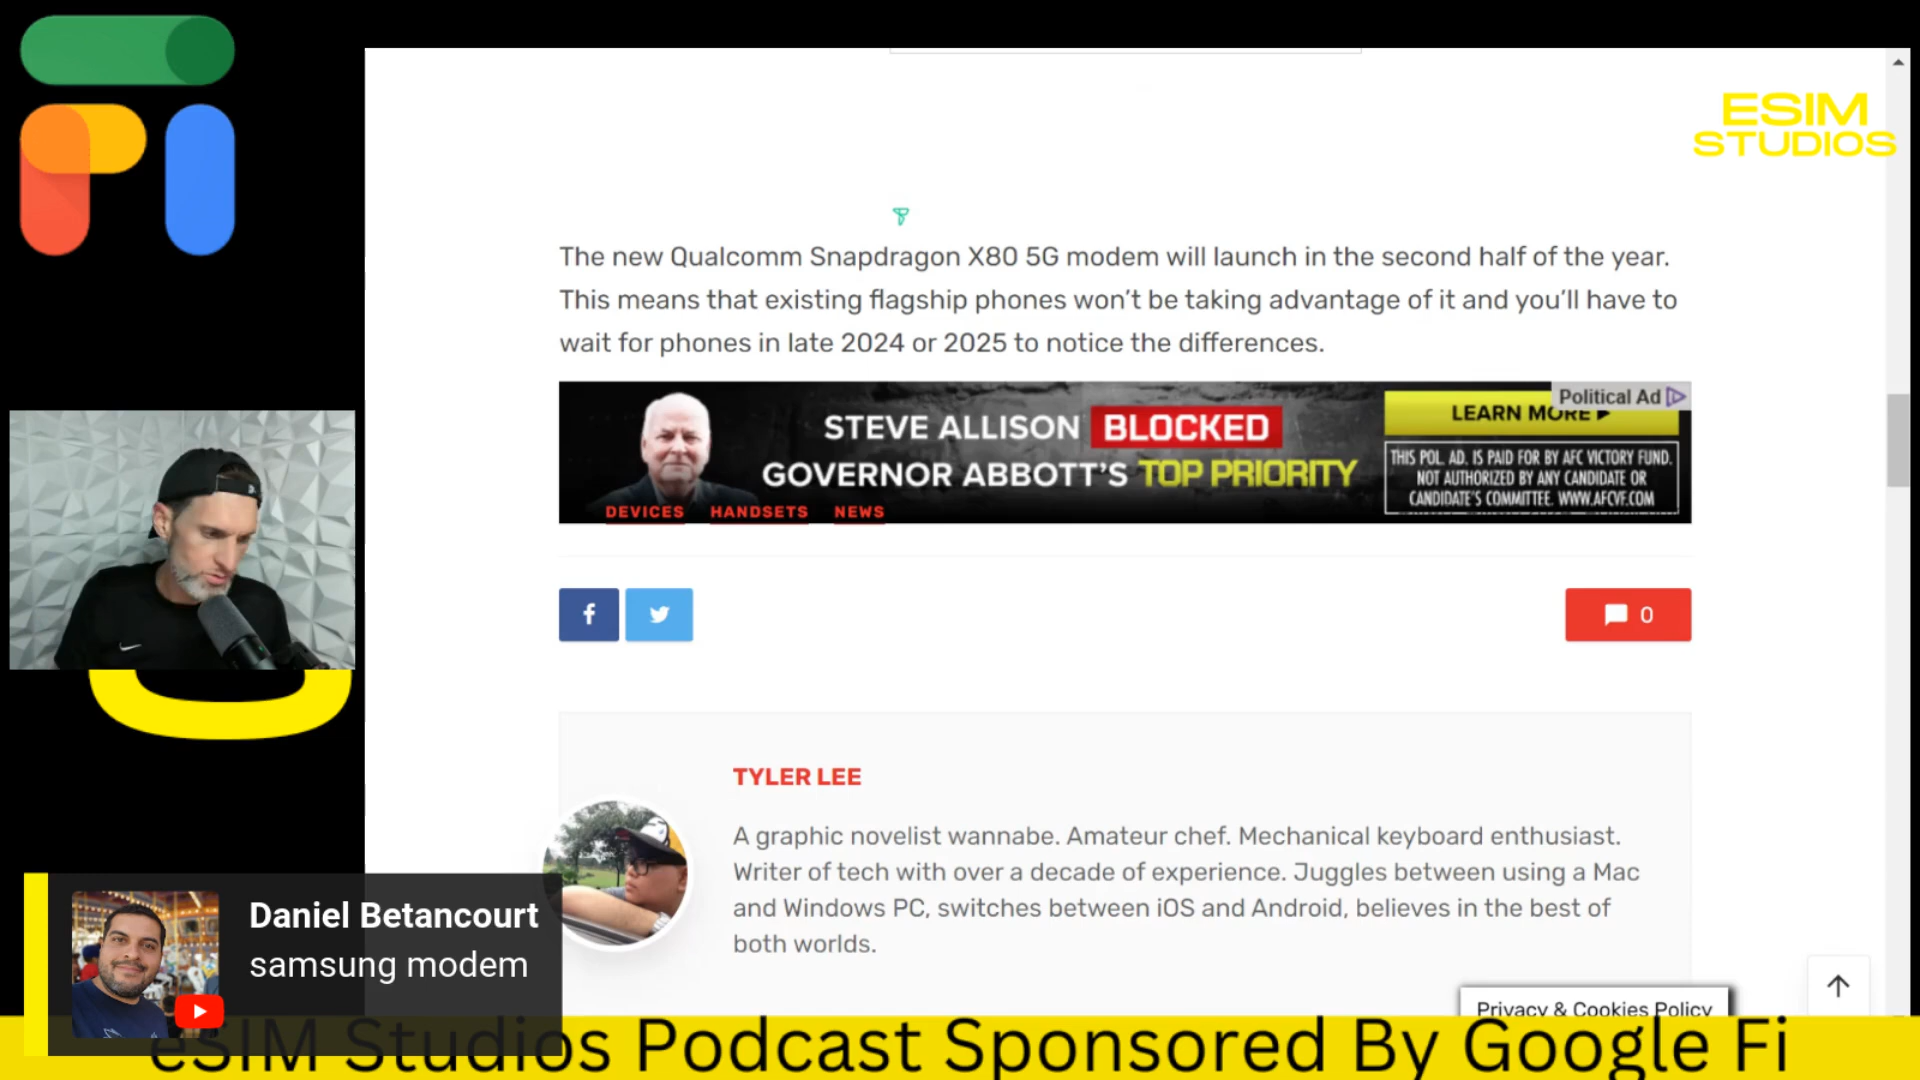 ESIM
STUDIOS
The new Qualcomm Snapdragon X80 5G modem will launch in the second half of the year.
This means that existing flagship phones won’t be taking advantage of it and you’ll have to
wait for phones in late 2024 or 2025 to notice the differences.
Political Ad
STEVE ALLISON BLOCKED
GOVERNOR ABBOTT'S TOP PRIORITY
LEARN MORE
THIS POL. AD. IS PAID FOR BY AFC VICTORY FUND.
NOT AUTHORIZED BY ANY CANDIDATE OR
CANDIDATE'S COMMITTEE. WWW.AFCVF.COM
DEVICES HANDSETS NEWS
0
TYLER LEE
A graphic novelist wannabe. Amateur chef. Mechanical keyboard enthusiast.
Writer of tech with over a decade of experience. Juggles between using a Mac
and Windows PC, switches between iOS and Android, believes in the best of
both worlds.
Daniel Betancourt
samsung modem
Privacy & Cookies Policy
eSIM Studios Podcast Sponsored By Google Fi